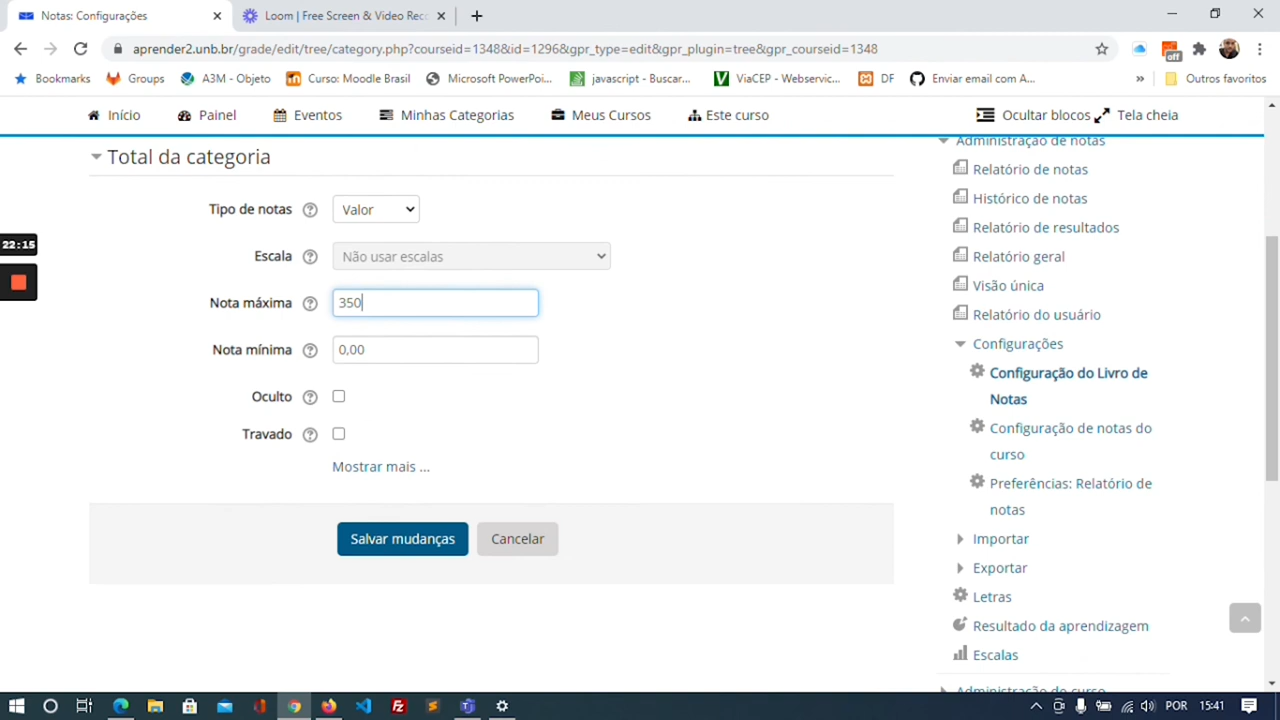 Notas: Configurações
Loom | Free Screen & Video Reco
aprender2.unb.br/grade/edit/tree/category.php?courseid=1348&id=1296&gpr_type=edit&gpr_plugin=tree&gpr_courseid=1348
off
Bookmarks
Groups
A3M - Objeto
Curso: Moodle Brasil
Microsoft PowerPoi...
javascript - Buscar...
ViaCEP - Webservic...
DF
Enviar email com A...
»
Outros favoritos
Início
Painel
Eventos
Minhas Categorias
Meus Cursos
Este curso
Ocultar blocos
Tela cheia
Total da categoria
Tipo de notas
Valor
Escala
Não usar escalas
Nota máxima
350
Nota mínima
0,00
Oculto
Travado
Mostrar mais ...
Salvar mudanças
Cancelar
22:15
Administração de notas
Relatório de notas
Histórico de notas
Relatório de resultados
Relatório geral
Visão única
Relatório do usuário
Configurações
Configuração do Livro de
Notas
Configuração de notas do
curso
Preferências: Relatório de
notas
Importar
Exportar
Letras
Resultado da aprendizagem
Escalas
Administração do curso
POR
15:41